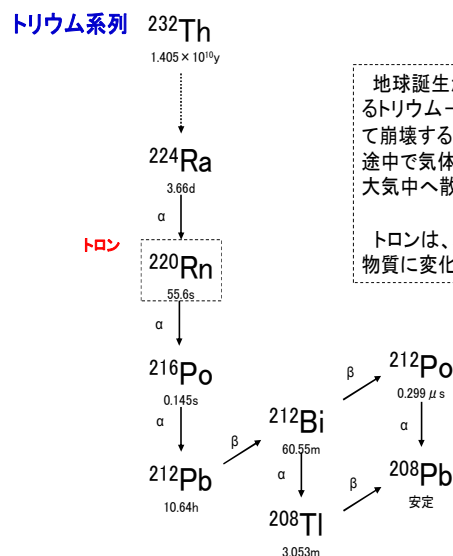 トリウム系列
²³²Th
1.405×10¹⁰y
²²⁴Ra
3.66d
α
トロン
²²⁰Rn
55.6s
α
²¹⁶Po
0.145s
α
²¹²Pb
10.64h
β
²¹²Bi
60.55m
β
²¹²Po
0.299μs
α
α
²⁰⁸Tl
3.053m
β
²⁰⁸Pb
安定
地球誕生
るトリウム
て崩壊する
途中で気体
大気中へ散
トロンは、
物質に変化